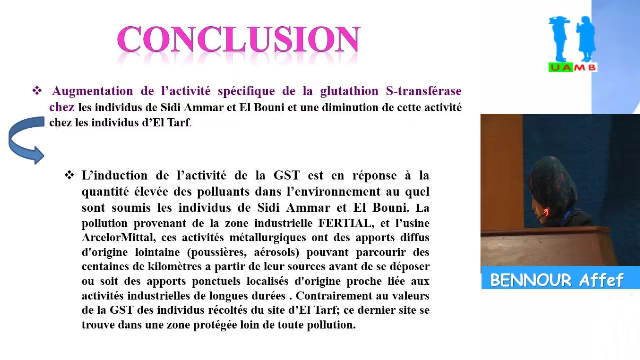 CONCLUSION
UAMB
❖ Augmentation de l’activité spécifique de la glutathion S-transférase
chez les individus de Sidi Ammar et El Bouni et une diminution de cette activité
chez les individus d’El Tarf.
❖ L’induction de l’activité de la GST est en réponse à la
quantité élevée des polluants dans l’environnement au quel
sont soumis les individus de Sidi Ammar et El Bouni. La
pollution provenant de la zone industrielle FERTIAL, et l’usine
ArcelorMittal, ces activités métallurgiques ont des apports diffus
d'origine lointaine (poussières, aérosols) pouvant parcourir des
centaines de kilomètres a partir de leur sources avant de se déposer
ou soit des apports ponctuels localisés d'origine proche liée aux
activités industrielles de longues durées . Contrairement au valeurs
de la GST des individus récoltés du site d’El Tarf; ce dernier site se
trouve dans une zone protégée loin de toute pollution.
BENNOUR Affef